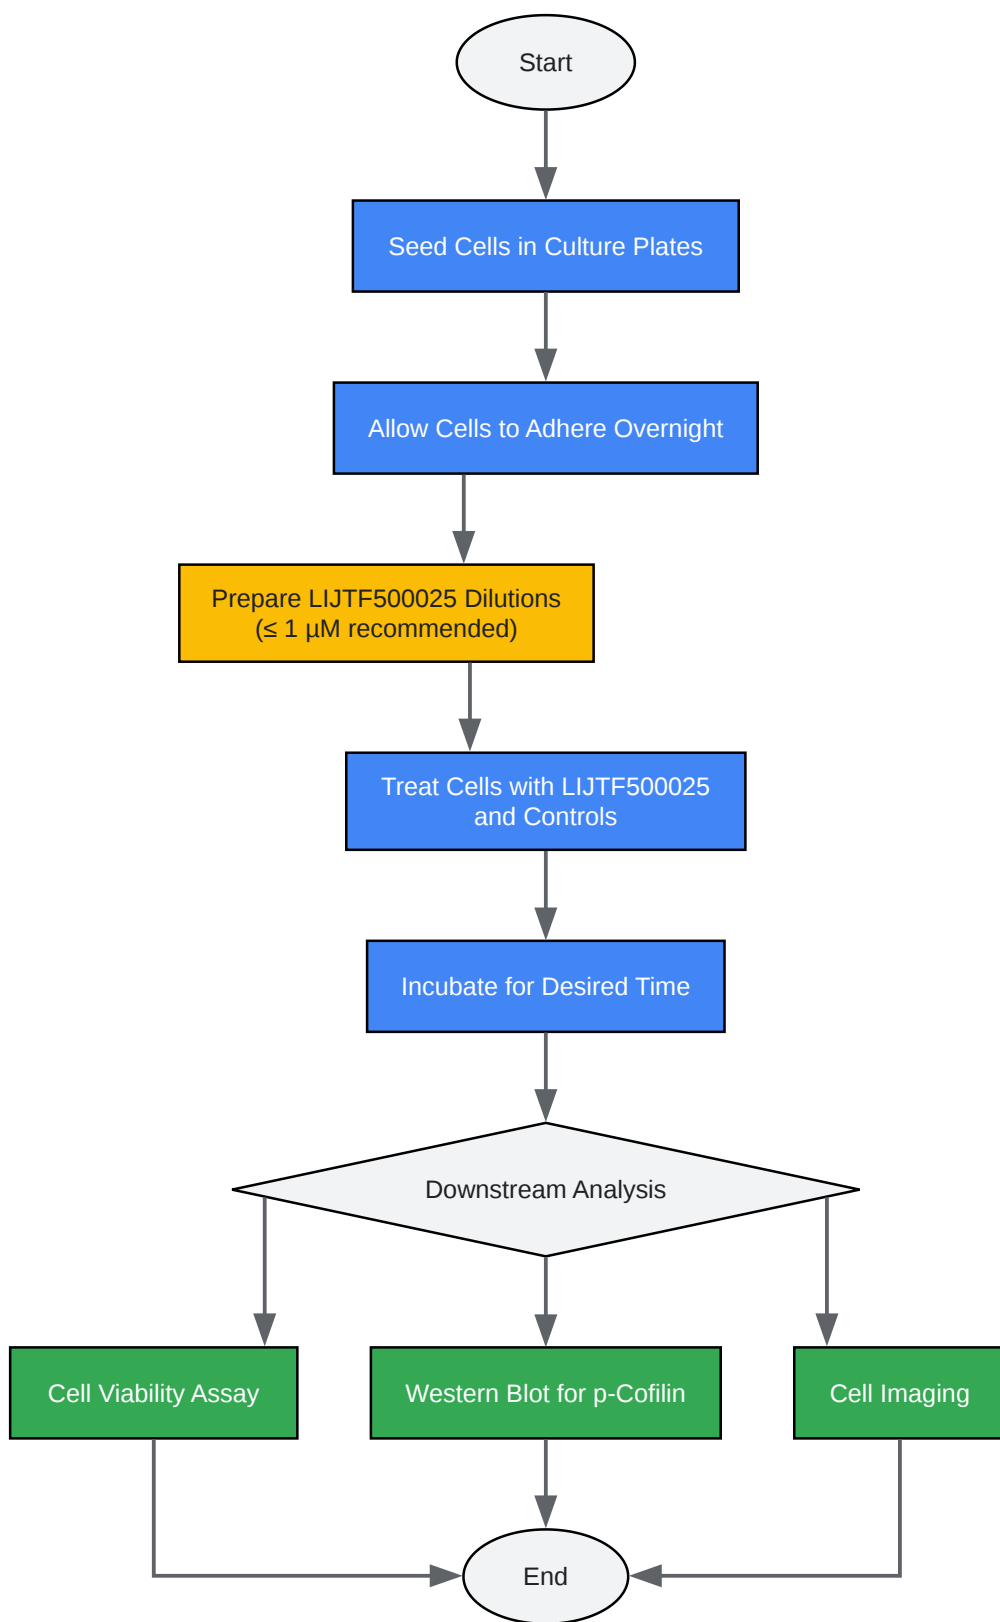 Start
Seed Cells in Culture Plates
Allow Cells to Adhere Overnight
Prepare LIJTF500025 Dilutions
(≤ 1 µM recommended)
Treat Cells with LIJTF500025
and Controls
Incubate for Desired Time
Downstream Analysis
Cell Viability Assay
Western Blot for p-Cofilin
Cell Imaging
End